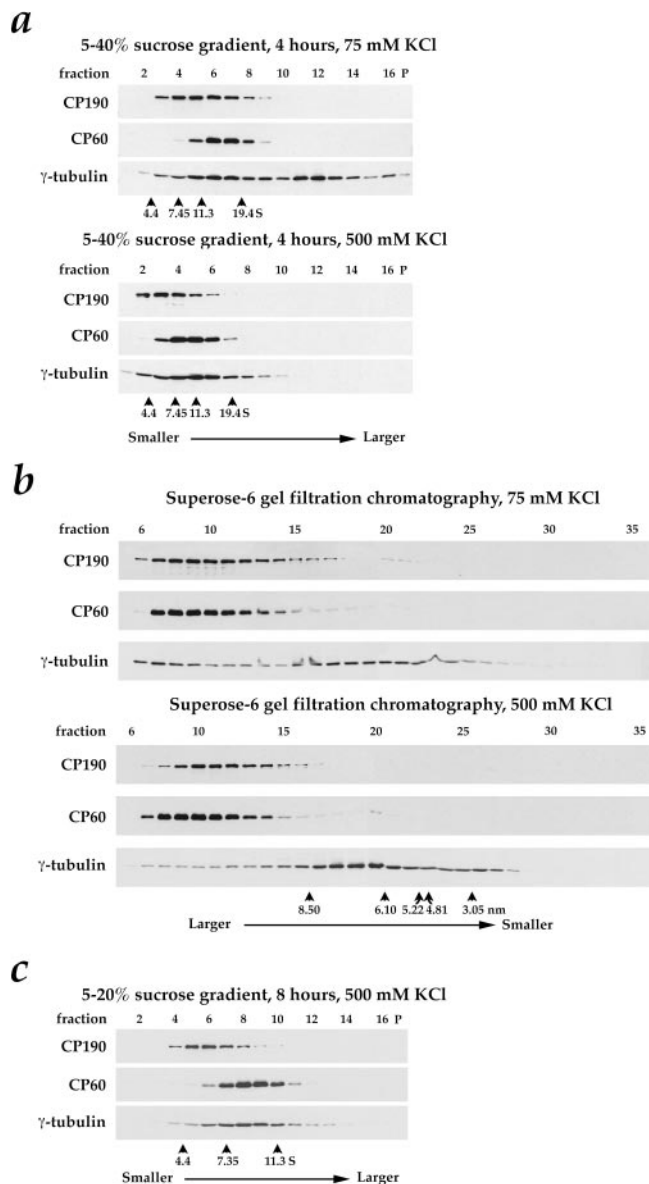 a
5-40% sucrose gradient, 4 hours, 75 mM KCl
fraction 2 4 6 8 10 12 14 16 P
CP190
CP60
γ-tubulin
4.4 7.45 11.3 19.4 S
5-40% sucrose gradient, 4 hours, 500 mM KCl
fraction 2 4 6 8 10 12 14 16 P
CP190
CP60
γ-tubulin
4.4 7.45 11.3 19.4 S
Smaller Larger
b
Superose-6 gel filtration chromatography, 75 mM KCl
fraction 6 10 15 20 25 30 35
CP190
CP60
γ-tubulin
Superose-6 gel filtration chromatography, 500 mM KCl
fraction 6 10 15 20 25 30 35
CP190
CP60
γ-tubulin
8.50 6.10 5.22 4.81 3.05 nm
Larger Smaller
c
5-20% sucrose gradient, 8 hours, 500 mM KCl
fraction 2 4 6 8 10 12 14 16 P
CP190
CP60
γ-tubulin
4.4 7.35 11.3 S
Smaller Larger